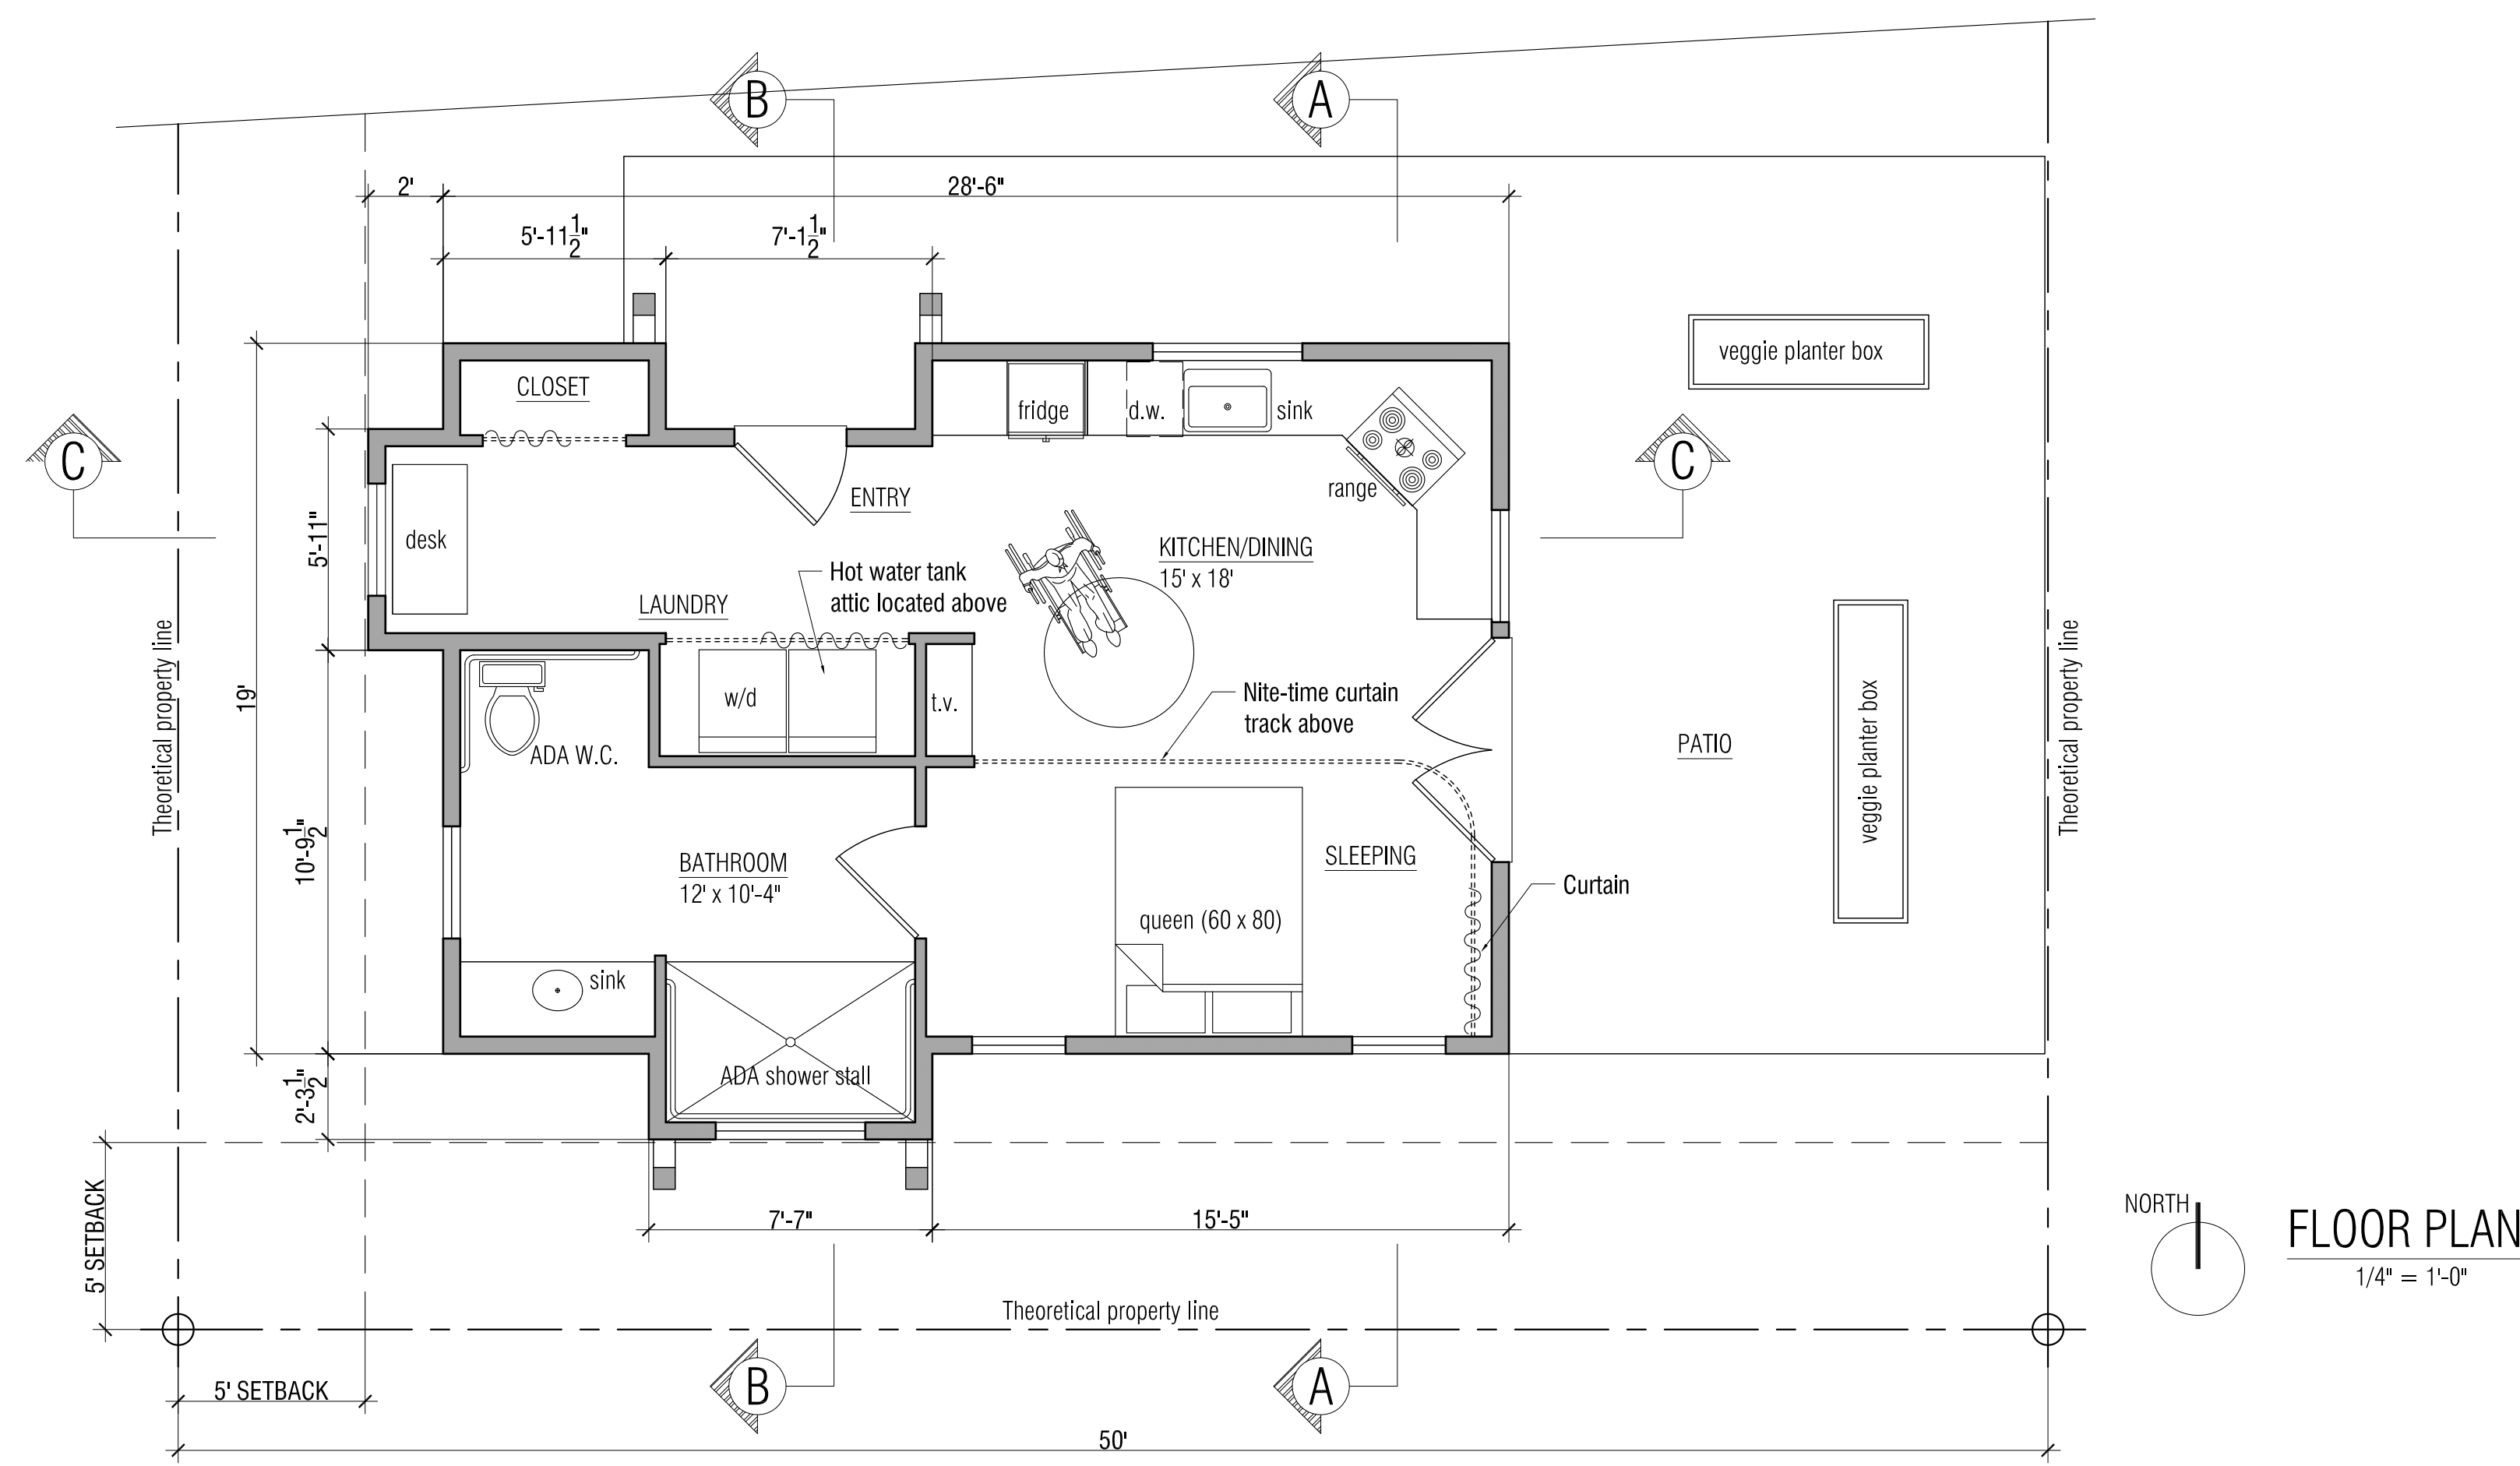 B
A
2'
28'-6"
5'-11 1/2"
7'-1 1/2"
veggie planter box
CLOSET
fridge
d.w.
sink
C
C
range
ENTRY
desk
5'-11"
KITCHEN/DINING
15' x 18'
Hot water tank
attic located above
LAUNDRY
Theoretical property line
Theoretical property line
19'
w/d
t.v.
Nite-time curtain
track above
PATIO
veggie planter box
ADA W.C.
10'-9 1/2"
BATHROOM
12' x 10'-4"
SLEEPING
Curtain
queen (60 x 80)
sink
ADA shower stall
2'-3 1/2"
5' SETBACK
7'-7"
15'-5"
NORTH
FLOOR PLAN
1/4" = 1'-0"
Theoretical property line
5' SETBACK
B
A
50'